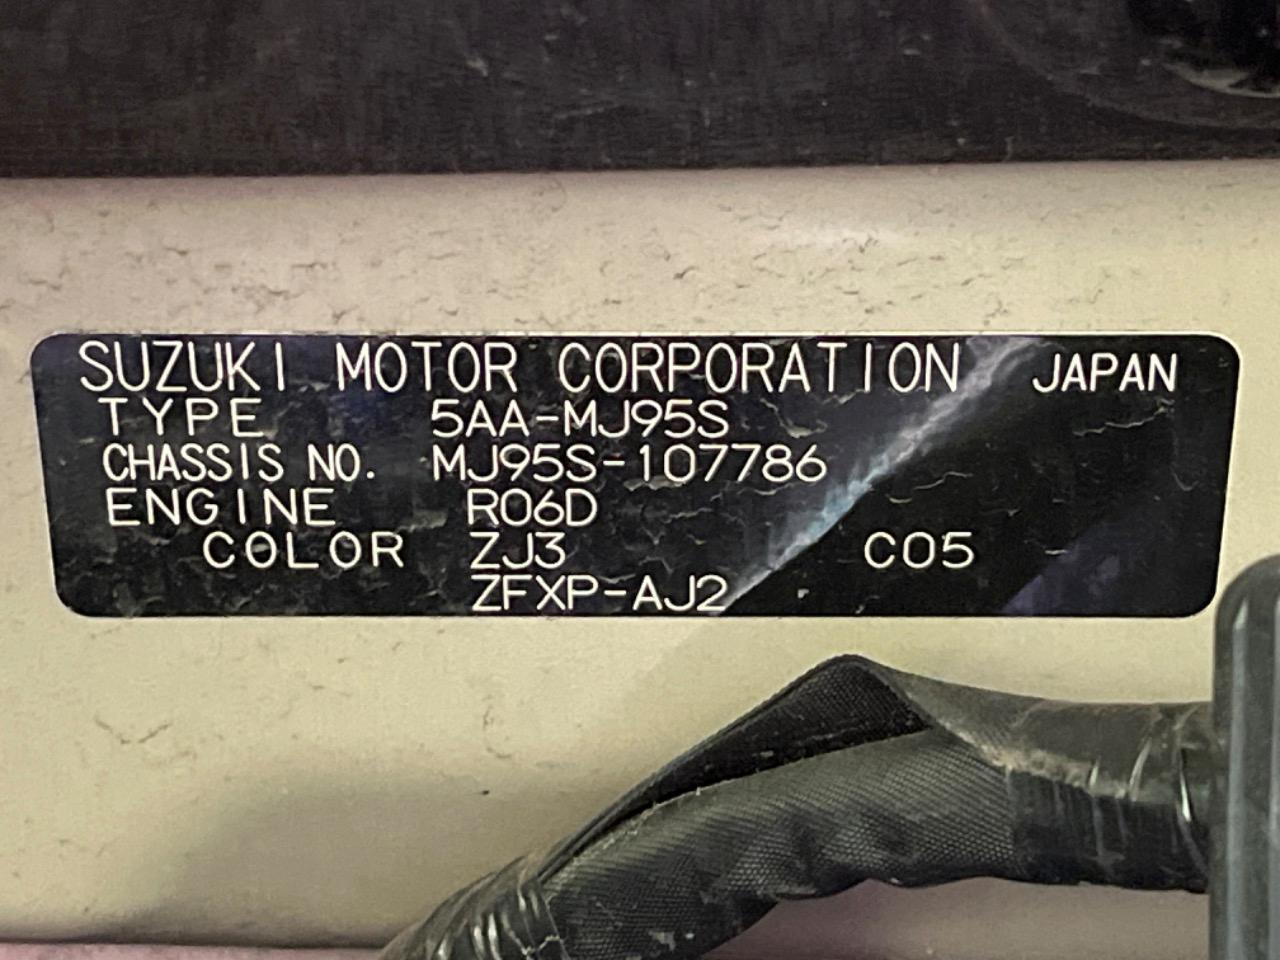 SUZUKI MOTOR CORPORATION JAPAN
TYPE 5AA-MJ95S
CHASSIS NO. MJ95S-107786
ENGINE R06D
COLOR ZJ3 C05
ZFXP-AJ2